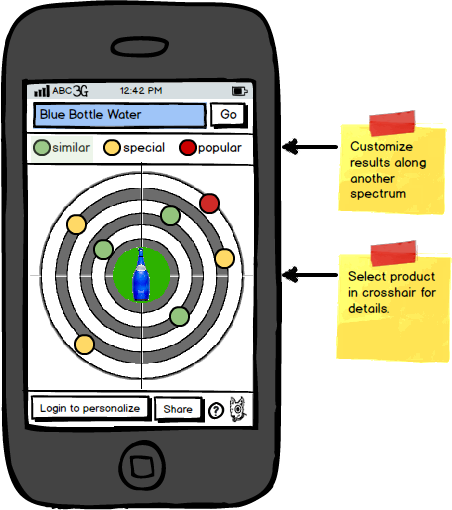 ABC 3G 12:42 PM
Blue Bottle Water Go
similar special popular
Customize
results along
another
spectrum
Select product
in crosshair for
details.
Login to personalize Share ?